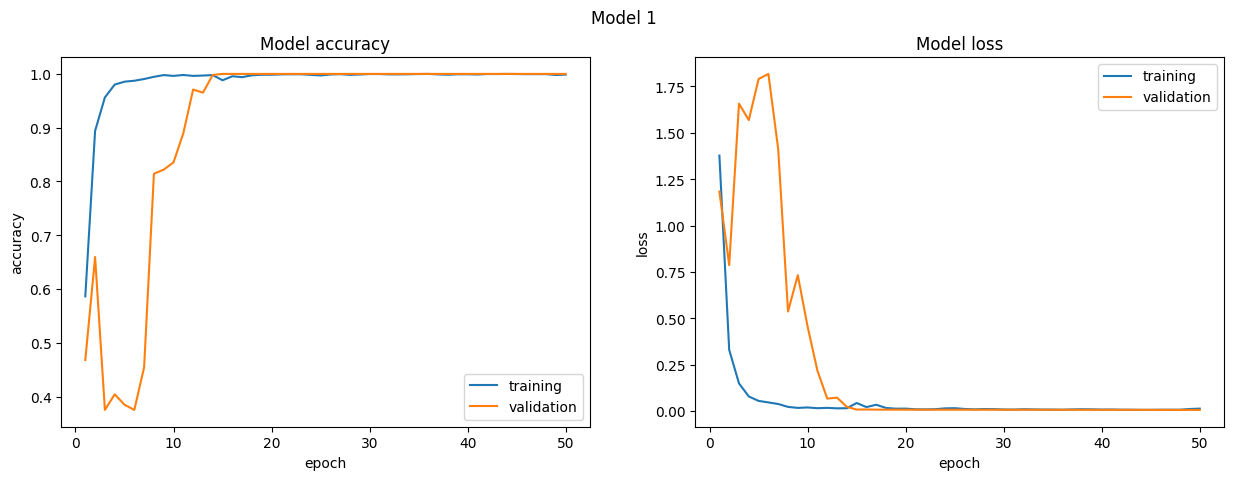 Model 1
Model accuracy
1.0
0.9
0.8
0.7
0.6
0.5
0.4
accuracy
0 10 20 30 40 50
epoch
training
validation
Model loss
1.75
1.50
1.25
1.00
0.75
0.50
0.25
0.00
loss
0 10 20 30 40 50
epoch
training
validation